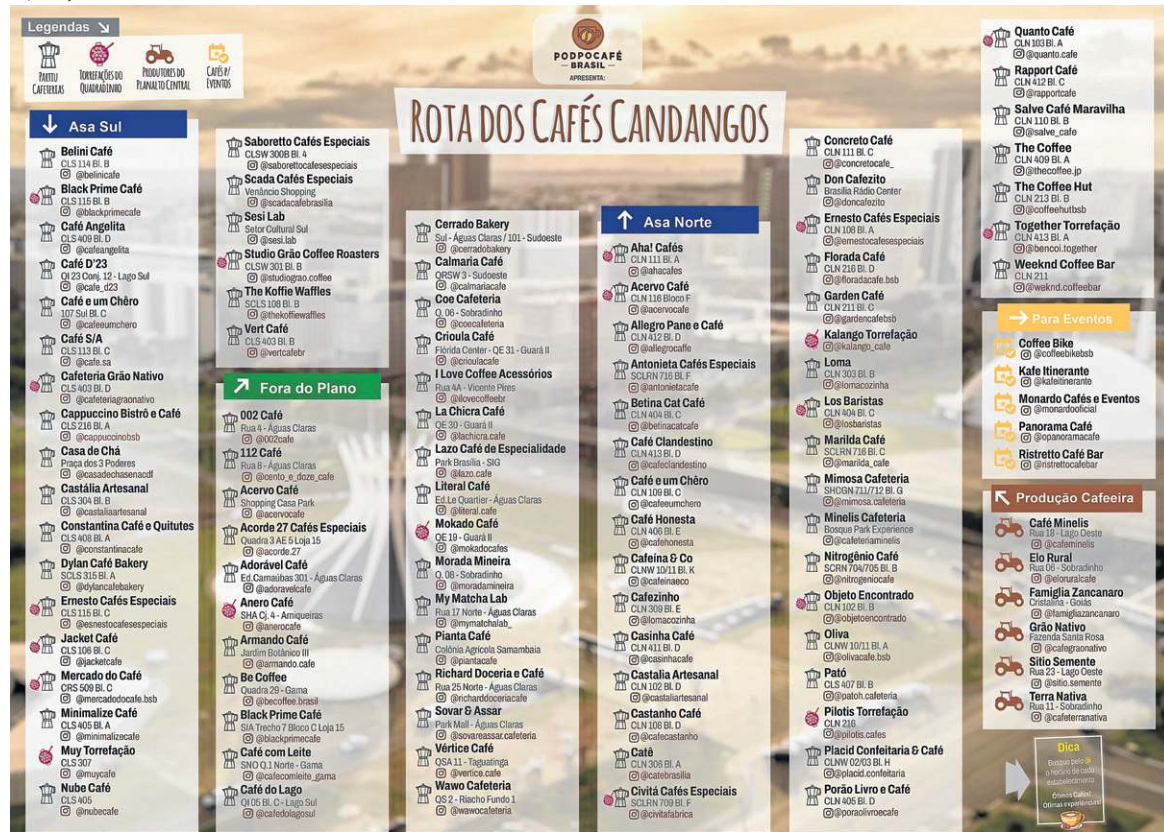 Legendas
PARTIU
CAFETERIAS
TORREFAÇÕES DO
QUADRADINHO
PRODUTORES DO
PLANALTO CENTRAL
CAFÉS P/
EVENTOS
PODPOCAFÉ
BRASIL
APRESENTA:
ROTA DOS CAFÉS CANDANGOS
Asa Sul
Belini Café
CLS 114 Bl. B
@belinicafe
Black Prime Café
CLS 115 Bl. B
@blackprimecafe
Café Angelita
CLS 409 Bl. D
@cafeangelita
Café D'23
QI 23 Conj. 12 - Lago Sul
@cafe_d23
Café e um Chêro
107 Sul Bl. C
@cafeeumchero
Café S/A
CLS 113 Bl. C
@cafe.sa
Cafeteria Grão Nativo
CLS 403 Bl. D
@cafeteriagraonativo
Cappuccino Bistrô e Café
CLS 216 Bl. A
@cappuccinobsb
Casa de Chá
Praça dos 3 Poderes
@casadechasenacdf
Castália Artesanal
CLS 304 Bl. B
@castaliaartesanal
Constantina Café e Quitutes
CLS 408 Bl. A
@constantinacafe
Dylan Café Bakery
SCLS 315 Bl. A
@dylancafebakery
Ernesto Cafés Especiais
CLS 115 Bl. C
@esnestocafesespeciais
Jacket Café
CLS 106 Bl. C
@jacketcafe
Mercado do Café
CRS 509 Bl. C
@mercadodocafe.bsb
Minimalize Café
CLS 405 Bl. A
@minimalizecafe
Muy Torrefação
CLS 307
@muycafe
Nube Café
CLS 405
@nubecafe
Saboretto Cafés Especiais
CLSW 300B Bl. 4
@saborettocafesespeciais
Scada Cafés Especiais
Venâncio Shopping
@scadacafebrasilia
Sesi Lab
Setor Cultural Sul
@sesi.lab
Studio Grão Coffee Roasters
CLSW 301 Bl. B
@studiograo.coffee
The Koffie Waffles
SCLS 108 Bl. B
@thekoffiewaffles
Vert Café
CLS 403 Bl. B
@vertcafebr
Fora do Plano
002 Café
Rua 4 - Águas Claras
@002cafe
112 Café
Rua 8 - Águas Claras
@cento_e_doze_cafe
Acervo Café
Shopping Casa Park
@acervocafe
Acorde 27 Cafés Especiais
Quadra 3 AE 5 Loja 15
@acorde.27
Adorável Café
Ed.Carnaúbas 301 - Águas Claras
@adoravelcafe
Anero Café
SHA Cj. 4 - Arniqueiras
@anerocafe
Armando Café
Jardim Botânico III
@armando.cafe
Be Coffee
Quadra 29 - Gama
@becoffee.brasil
Black Prime Café
SIA Trecho 7 Bloco C Loja 15
@blackprimecafe
Café com Leite
SNO Q.1 Norte - Gama
@cafecomleite_gama
Café do Lago
QI 05 Bl. C - Lago Sul
@cafedolagosul
Cerrado Bakery
Sul - Águas Claras / 101 - Sudoeste
@cerradobakery
Calmaria Café
QRSW 3 - Sudoeste
@calmariacafe
Coe Cafeteria
Q. 06 - Sobradinho
@coecafeteria
Crioula Café
Flórida Center - QE 31 - Guará II
@crioulacafe
I Love Coffee Acessórios
Rua 4A - Vicente Pires
@ilovecoffeebr
La Chicra Café
QE 30 - Guará II
@lachicra.cafe
Lazo Café de Especialidade
Park Brasília - SIG
@lazo.cafe
Literal Café
Ed.Le Quartier - Águas Claras
@literal.cafe
Mokado Café
QE 19 - Guará II
@mokadocafes
Morada Mineira
Q. 08 - Sobradinho
@moradamineira
My Matcha Lab
Rua 17 Norte - Águas Claras
@mymatchalab_
Pianta Café
Colônia Agrícola Samambaia
@piantacafe
Richard Doceria e Café
Rua 25 Norte - Águas Claras
@richarddoceriacafe
Sovar & Assar
Park Mall - Águas Claras
@sovareassar.cafeteria
Vértice Café
QSA 11 - Taguatinga
@vertice.cafe
Wawo Cafeteria
QS 2 - Riacho Fundo 1
@wawocafeteria
Asa Norte
Aha! Cafés
CLN 111 Bl. A
@ahacafes
Acervo Café
CLN 116 Bloco F
@acervocafe
Allegro Pane e Café
CLN 412 Bl. D
@allegrocaffe
Antonieta Cafés Especiais
SCLRN 716 Bl. F
@antonietacafe
Betina Cat Café
CLN 404 Bl. C
@betinacatcafe
Café Clandestino
CLN 413 Bl. D
@cafeclandestino
Café e um Chêro
CLN 109 Bl. C
@cafeeumchero
Café Honesta
CLN 406 Bl. E
@cafehonesta
Cafeína & Co
CLNW 10/11 Bl. K
@cafeinaeco
Cafezinho
CLN 309 Bl. E
@lomacozinha
Casinha Café
CLN 411 Bl. D
@casinhacafe
Castalia Artesanal
CLN 102 Bl. D
@castaliartesanal
Castanho Café
CLN 108 Bl. D
@cafecastanho
Catê
CLN 306 Bl. A
@catebrasilia
Civitá Cafés Especiais
SCLRN 709 Bl. F
@civitafabrica
Concreto Café
CLN 111 Bl. C
@concretocafe_
Don Cafezito
Brasília Rádio Center
@doncafezito
Ernesto Cafés Especiais
CLN 108 Bl. A
@ernestocafesespeciais
Florada Café
CLN 216 Bl. D
@floradacafe.bsb
Garden Café
CLN 211 Bl. C
@gardencafebsb
Kalango Torrefação
@kalango_cafe
Loma
CLN 303 Bl. B
@lomacozinha
Los Baristas
CLN 404 Bl. C
@losbaristas
Marilda Café
SCLRN 716 Bl. C
@marilda_cafe
Mimosa Cafeteria
SHCGN 711/712 Bl. G
@mimosa.cafeteria
Minelis Cafeteria
Bosque Park Experience
@cafeteriaminelis
Nitrogênio Café
SCRN 704/705 Bl. B
@nitrogeniocafe
Objeto Encontrado
CLN 102 Bl. B
@objetoencontrado
Oliva
CLNW 10/11 Bl. A
@olivacafe.bsb
Pató
CLS 407 Bl. B
@patoh.cafeteria
Pilotis Torrefação
CLN 216
@pilotis.cafes
Placid Confeitaria & Café
CLNW 02/03 Bl. H
@placid.confeitaria
Porão Livro e Café
CLN 405 Bl. D
@poraolivroecafe
Quanto Café
CLN 103 Bl. A
@quanto.cafe
Rapport Café
CLN 412 Bl. C
@rapportcafe
Salve Café Maravilha
CLN 110 Bl. B
@salve_cafe
The Coffee
CLN 409 Bl. A
@thecoffee.jp
The Coffee Hut
CLN 213 Bl. B
@coffeehutbsb
Together Torrefação
CLN 413 Bl. A
@bencoi.together
Weeknd Coffee Bar
CLN 211
@weknd.coffeebar
Para Eventos
Coffee Bike
@coffeebikebsb
Kafe Itinerante
@kafeitinerante
Monardo Cafés e Eventos
@monardooficial
Panorama Café
@opanoramacafe
Ristretto Café Bar
@ristrettocafebar
Produção Cafeeira
Café Minelis
Rua 18 - Lago Oeste
@cafeminelis
Elo Rural
Rua 06 - Sobradinho
@eloruralcafe
Famiglia Zancanaro
Cristalina - Goiás
@famigliazancanaro
Grão Nativo
Fazenda Santa Rosa
@cafegraonativo
Sitio Semente
Rua 23 - Lago Oeste
@sitio.semente
Terra Nativa
Rua 11 - Sobradinho
@cafeterranativa
Dica
Busque pelo @
o horário de cada
estabelecimento
Ótimos Cafés!
Ótimas experiências!